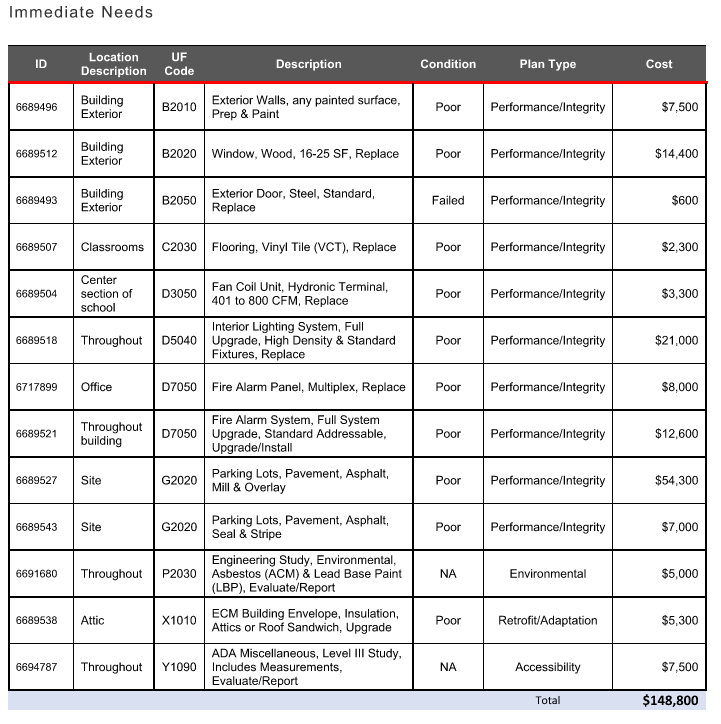 Immediate Needs
ID Location Description UF Code Description Condition Plan Type Cost
6689496 Building Exterior B2010 Exterior Walls, any painted surface, Prep & Paint Poor Performance/Integrity $7,500
6689512 Building Exterior B2020 Window, Wood, 16-25 SF, Replace Poor Performance/Integrity $14,400
6689493 Building Exterior B2050 Exterior Door, Steel, Standard, Replace Failed Performance/Integrity $600
6689507 Classrooms C2030 Flooring, Vinyl Tile (VCT), Replace Poor Performance/Integrity $2,300
6689504 Center section of school D3050 Fan Coil Unit, Hydronic Terminal, 401 to 800 CFM, Replace Poor Performance/Integrity $3,300
6689518 Throughout D5040 Interior Lighting System, Full Upgrade, High Density & Standard Fixtures, Replace Poor Performance/Integrity $21,000
6717899 Office D7050 Fire Alarm Panel, Multiplex, Replace Poor Performance/Integrity $8,000
6689521 Throughout building D7050 Fire Alarm System, Full System Upgrade, Standard Addressable, Upgrade/Install Poor Performance/Integrity $12,600
6689527 Site G2020 Parking Lots, Pavement, Asphalt, Mill & Overlay Poor Performance/Integrity $54,300
6689543 Site G2020 Parking Lots, Pavement, Asphalt, Seal & Stripe Poor Performance/Integrity $7,000
6691680 Throughout P2030 Engineering Study, Environmental, Asbestos (ACM) & Lead Base Paint (LBP), Evaluate/Report NA Environmental $5,000
6689538 Attic X1010 ECM Building Envelope, Insulation, Attics or Roof Sandwich, Upgrade Poor Retrofit/Adaptation $5,300
6694787 Throughout Y1090 ADA Miscellaneous, Level III Study, Includes Measurements, Evaluate/Report NA Accessibility $7,500
Total $148,800